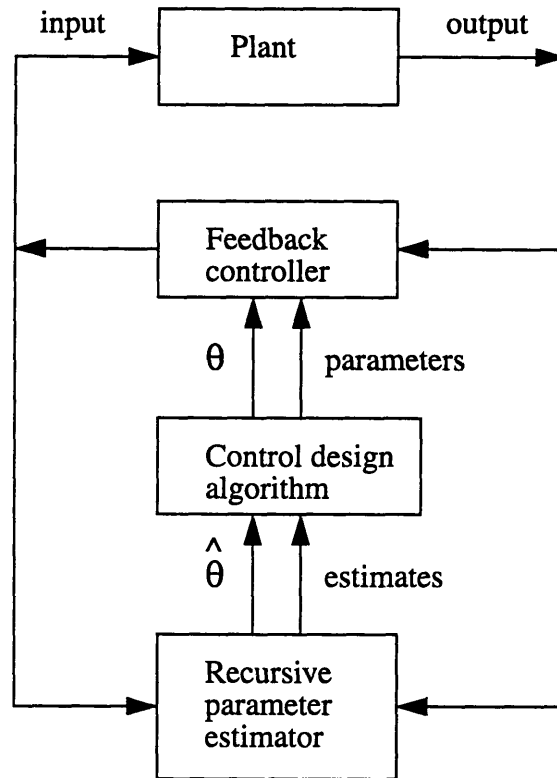 input
Plant
output
Feedback
controller
θ
parameters
Control design
algorithm
θ̂
estimates
Recursive
parameter
estimator